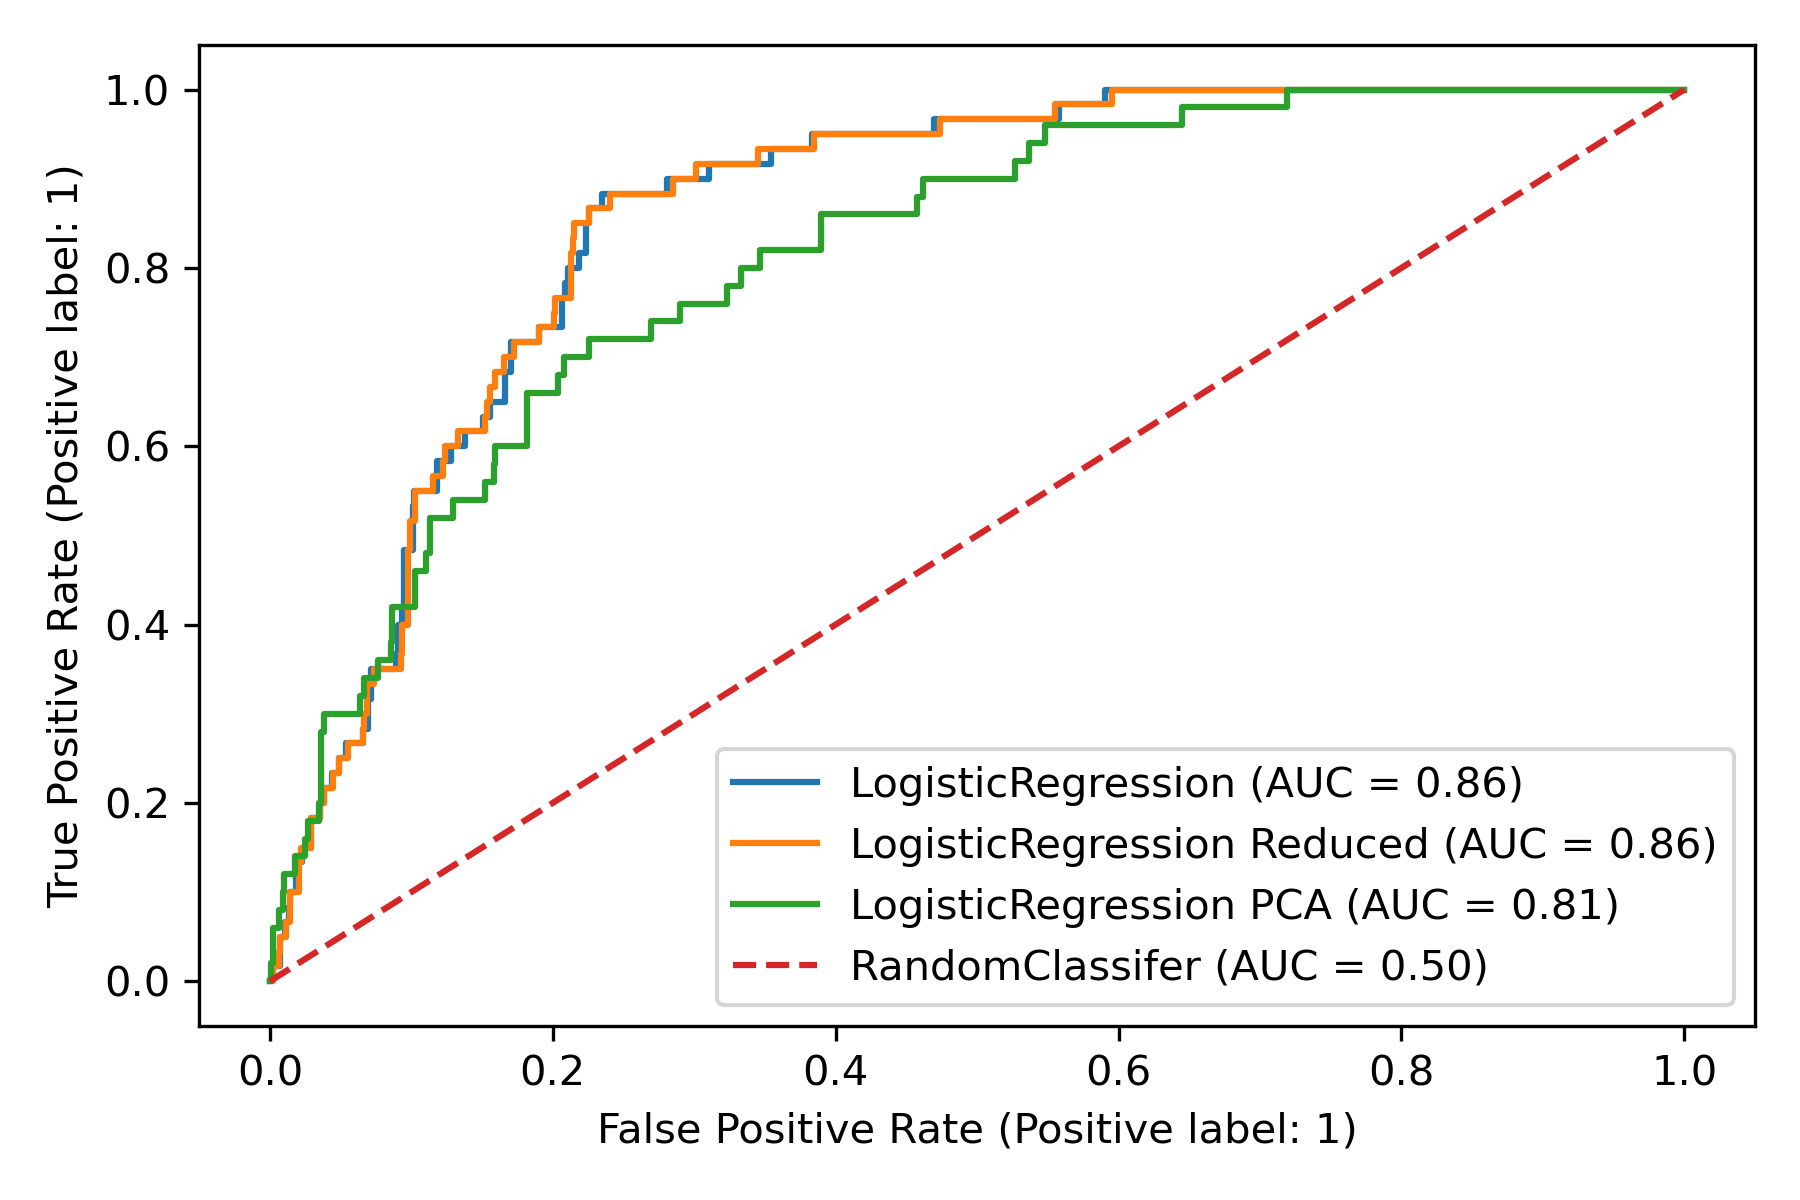 1.0
0.8
0.6
0.4
0.2
0.0
True Positive Rate (Positive label: 1)
LogisticRegression (AUC = 0.86)
LogisticRegression Reduced (AUC = 0.86)
LogisticRegression PCA (AUC = 0.81)
RandomClassifer (AUC = 0.50)
0.0 0.2 0.4 0.6 0.8 1.0
False Positive Rate (Positive label: 1)